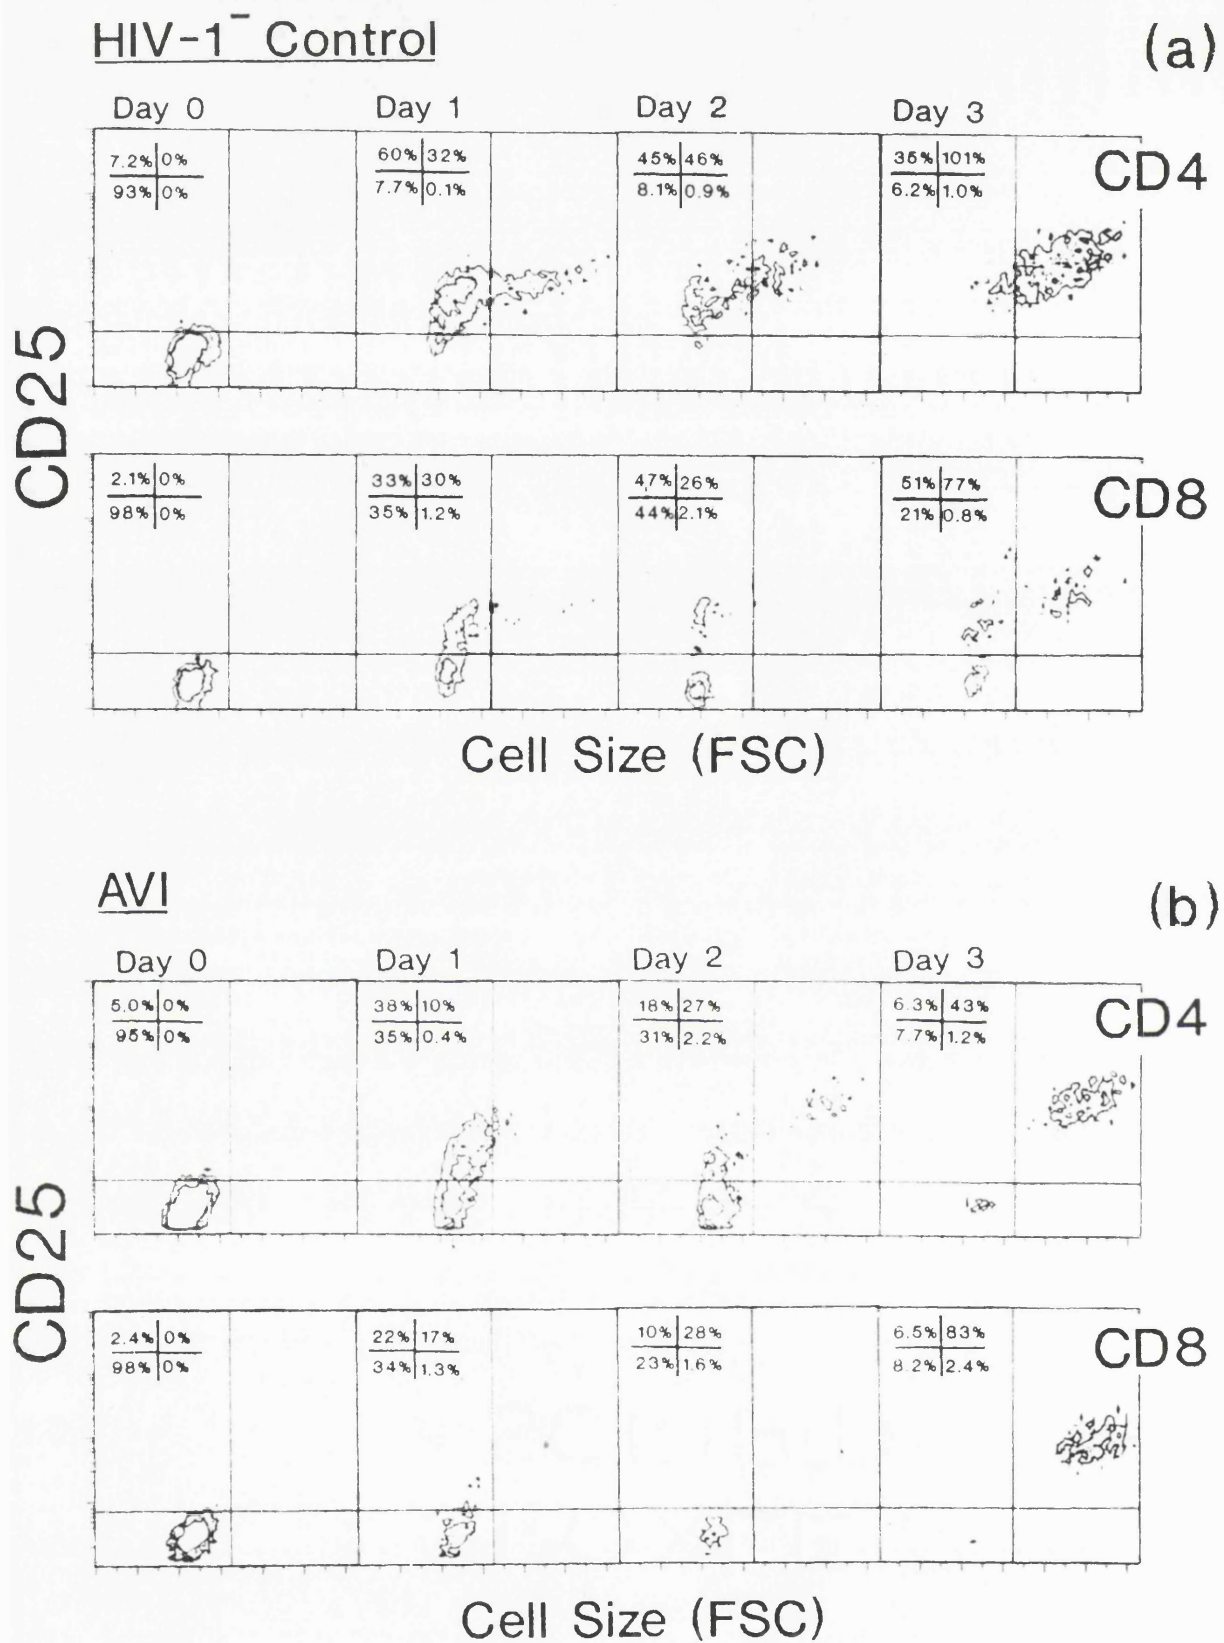 HIV-1⁻ Control
(a)
Day 0 Day 1 Day 2 Day 3
7.2% 0% 60% 32% 45% 46% 35% 101% CD4
93% 0% 7.7% 0.1% 8.1% 0.9% 6.2% 1.0%
CD25
2.1% 0% 33% 30% 47% 26% 51% 77% CD8
98% 0% 35% 1.2% 44% 2.1% 21% 0.8%
Cell Size (FSC)
AVI
(b)
Day 0 Day 1 Day 2 Day 3
5.0% 0% 38% 10% 18% 27% 6.3% 43% CD4
95% 0% 35% 0.4% 31% 2.2% 7.7% 1.2%
CD25
2.4% 0% 22% 17% 10% 28% 6.5% 83% CD8
98% 0% 34% 1.3% 23% 1.6% 8.2% 2.4%
Cell Size (FSC)